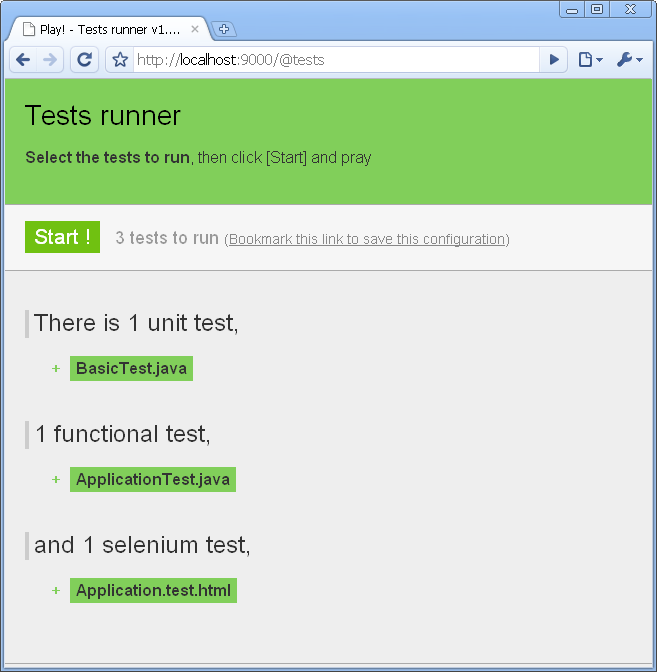 Play! - Tests runner v1....
http://localhost:9000/@tests
Tests runner
Select the tests to run, then click [Start] and pray
Start !
3 tests to run (Bookmark this link to save this configuration)
There is 1 unit test,
+ BasicTest.java
1 functional test,
+ ApplicationTest.java
and 1 selenium test,
+ Application.test.html